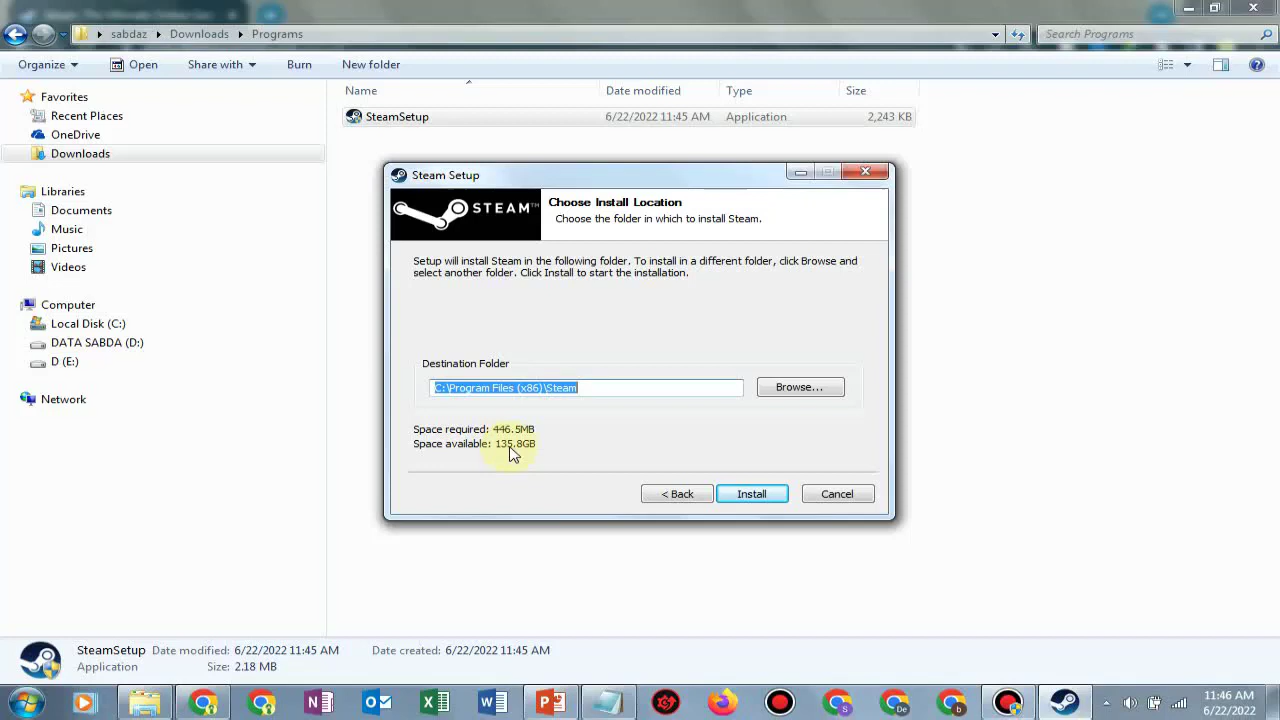 sabdaz Downloads Programs
Search Programs
Organize Open Share with Burn New folder
Name Date modified Type Size
SteamSetup 6/22/2022 11:45 AM Application 2,243 KB
Favorites
Recent Places
OneDrive
Downloads
Libraries
Documents
Music
Pictures
Videos
Computer
Local Disk (C:)
DATA SABDA (D:)
D (E:)
Network
Steam Setup
STEAM™
Choose Install Location
Choose the folder in which to install Steam.
Setup will install Steam in the following folder. To install in a different folder, click Browse and
select another folder. Click Install to start the installation.
Destination Folder
C:\Program Files (x86)\Steam
Browse...
Space required: 446.5MB
Space available: 135.8GB
< Back Install Cancel
SteamSetup Date modified: 6/22/2022 11:45 AM Date created: 6/22/2022 11:45 AM
Application Size: 2.18 MB
11:46 AM
6/22/2022